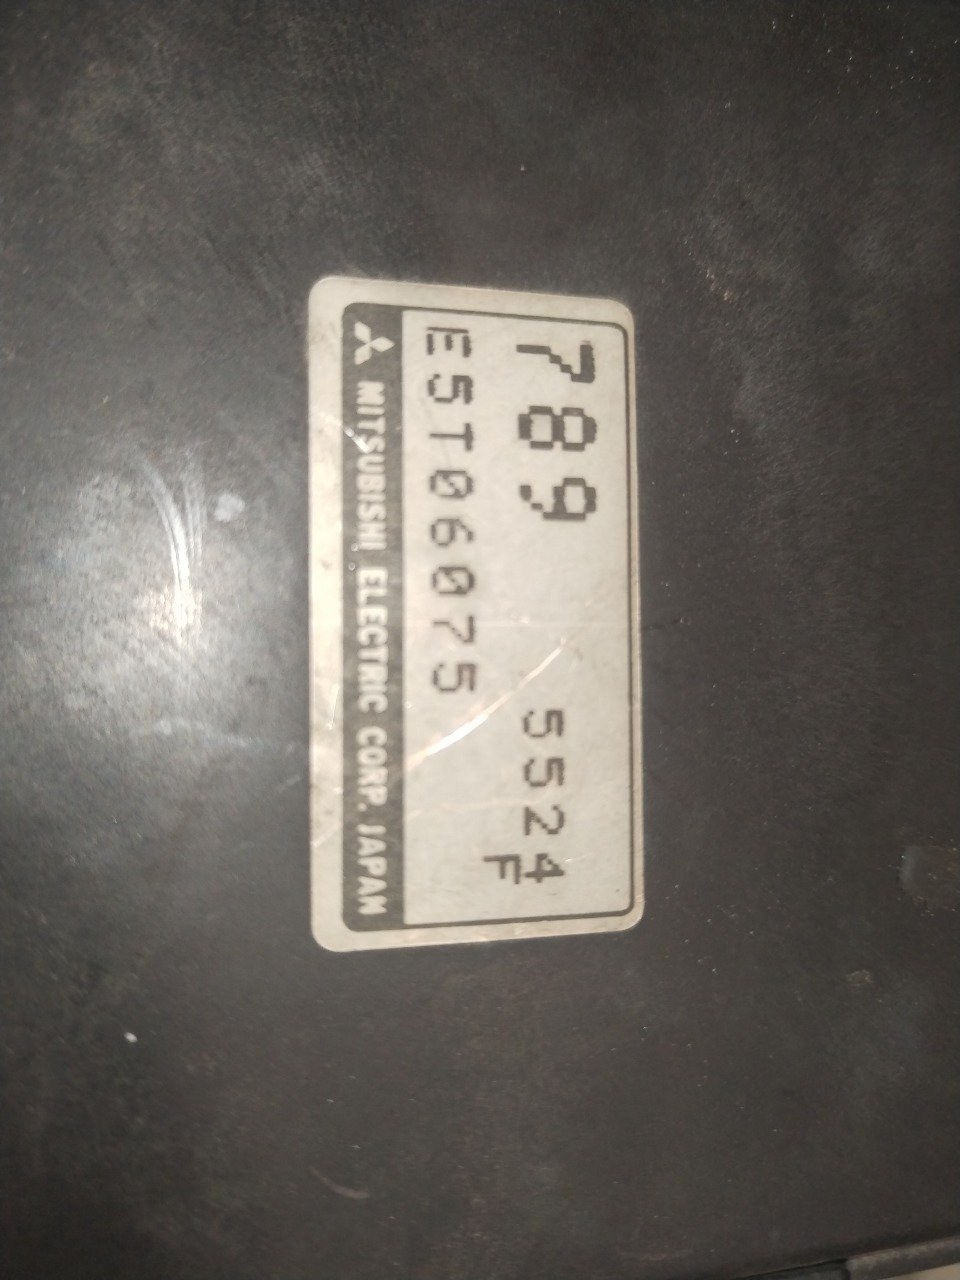 789 5524
F
E5T06075
MITSUBISHI ELECTRIC CORP. JAPAN